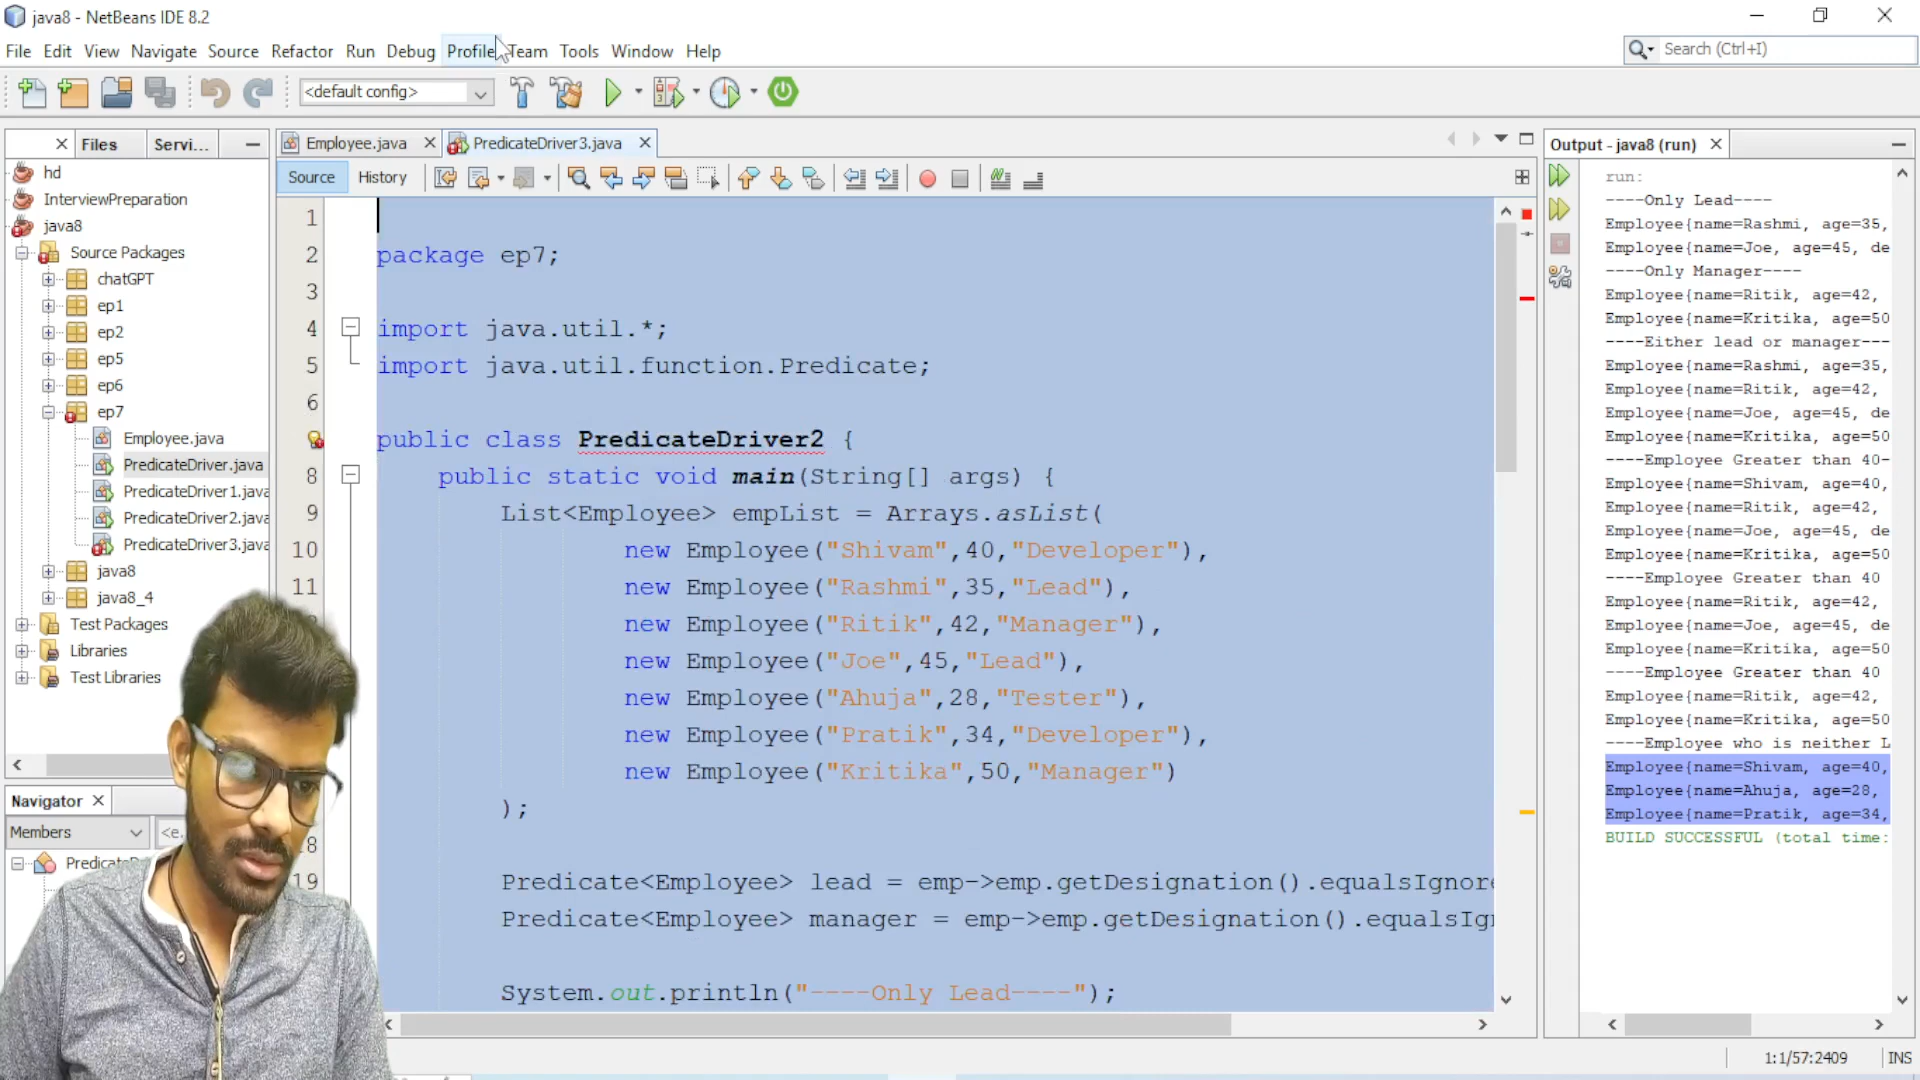 java8 - NetBeans IDE 8.2
File Edit View Navigate Source Refactor Run Debug Profile Team Tools Window Help
Search (Ctrl+I)
<default config>
Files
Servi...
Employee.java
PredicateDriver3.java
Output - java8 (run)
Source
History
hd
InterviewPreparation
java8
Source Packages
chatGPT
ep1
ep2
ep5
ep6
ep7
Employee.java
PredicateDriver.java
PredicateDriver1.java
PredicateDriver2.java
PredicateDriver3.java
java8
java8_4
Test Packages
Libraries
Test Libraries
Navigator
Members
<e.
1
2 package ep7;
3
4 import java.util.*;
5 import java.util.function.Predicate;
6
public class PredicateDriver2 {
8 public static void main(String[] args) {
9 List<Employee> empList = Arrays.asList(
10 new Employee("Shivam",40,"Developer"),
11 new Employee("Rashmi",35,"Lead"),
new Employee("Ritik",42,"Manager"),
new Employee("Joe",45,"Lead"),
new Employee("Ahuja",28,"Tester"),
new Employee("Pratik",34,"Developer"),
new Employee("Kritika",50,"Manager")
);
18
19 Predicate<Employee> lead = emp->emp.getDesignation().equalsIgnore
Predicate<Employee> manager = emp->emp.getDesignation().equalsIgn
System.out.println("----Only Lead----");
run:
----Only Lead----
Employee{name=Rashmi, age=35,
Employee{name=Joe, age=45, de
----Only Manager----
Employee{name=Ritik, age=42,
Employee{name=Kritika, age=50
----Either lead or manager---
Employee{name=Rashmi, age=35,
Employee{name=Ritik, age=42,
Employee{name=Joe, age=45, de
Employee{name=Kritika, age=50
----Employee Greater than 40-
Employee{name=Shivam, age=40,
Employee{name=Ritik, age=42,
Employee{name=Joe, age=45, de
Employee{name=Kritika, age=50
----Employee Greater than 40
Employee{name=Ritik, age=42,
Employee{name=Joe, age=45, de
Employee{name=Kritika, age=50
----Employee Greater than 40
Employee{name=Ritik, age=42,
Employee{name=Kritika, age=50
----Employee who is neither L
Employee{name=Shivam, age=40,
Employee{name=Ahuja, age=28,
Employee{name=Pratik, age=34,
BUILD SUCCESSFUL (total time:
1:1/57:2409
INS